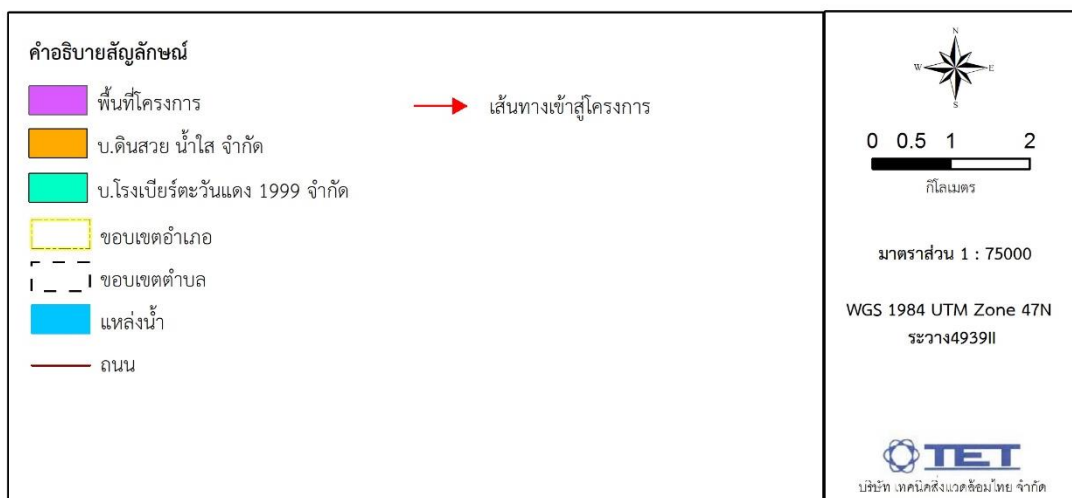 คำอธิบายสัญลักษณ์
พื้นที่โครงการ
เส้นทางเข้าสู่โครงการ
บ.ดินสวย น้ำใส จำกัด
บ.โรงเบียร์ตะวันแดง 1999 จำกัด
ขอบเขตอำเภอ
ขอบเขตตำบล
แหล่งน้ำ
ถนน
N
W E
S
0 0.5 1 2
กิโลเมตร
มาตราส่วน 1 : 75000
WGS 1984 UTM Zone 47N
ระวาง4939II
TET
บริษัท เทคนิคสิ่งแวดล้อมไทย จำกัด